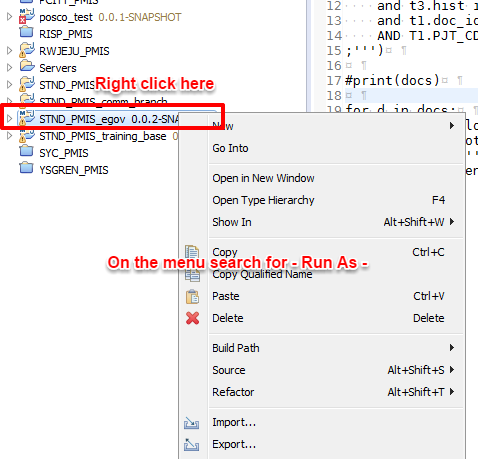 PCITT_PMIS
posco_test 0.0.1-SNAPSHOT
RISP_PMIS
RWJEJU_PMIS
Servers
STND_PMIS_comm_branch
STND_PMIS_egov 0.0.2-SNA
STND_PMIS_training_base 0
SYC_PMIS
YSGREN_PMIS
Right click here
12 and t3.hist_i
13 and t1.doc_id
14 AND T1.PJT_CD
15 ;''')
16
17 #print(docs)
18
19 for d in docs:
New
Go Into
Open in New Window
Open Type Hierarchy F4
Show In Alt+Shift+W
On the menu search for - Run As -
Copy Ctrl+C
Copy Qualified Name
Paste Ctrl+V
Delete Delete
Build Path
Source Alt+Shift+S
Refactor Alt+Shift+T
Import...
Export...